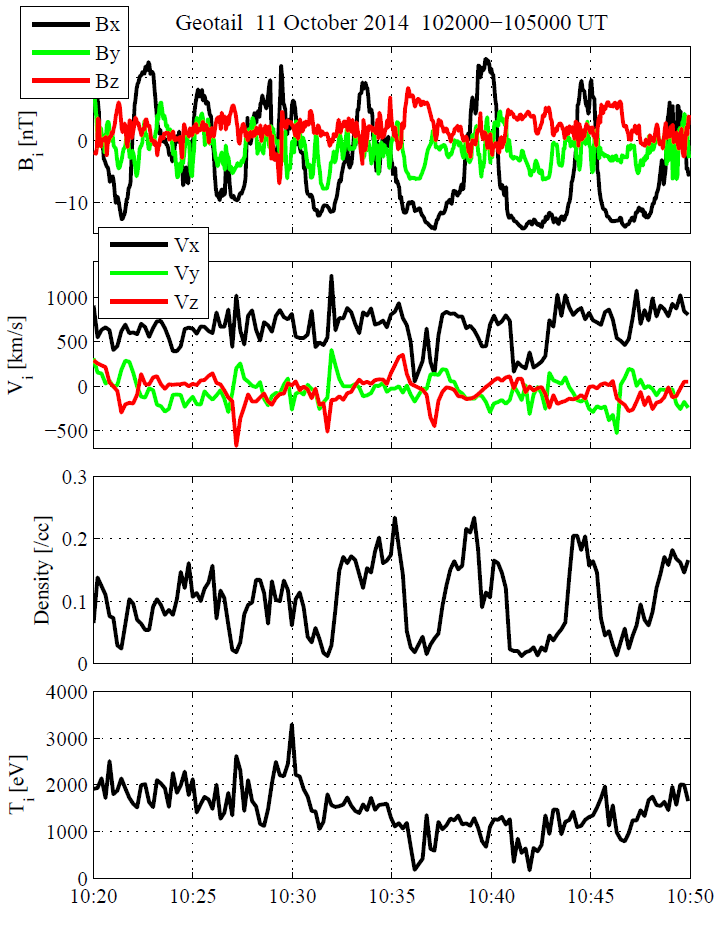 Geotail 11 October 2014 102000−105000 UT
Bx
By
Bz
B_i [nT]
0
−10
Vx
Vy
Vz
V_i [km/s]
1000
500
0
−500
Density [/cc]
0.3
0.2
0.1
0
T_i [eV]
4000
3000
2000
1000
0
10:20 10:25 10:30 10:35 10:40 10:45 10:50